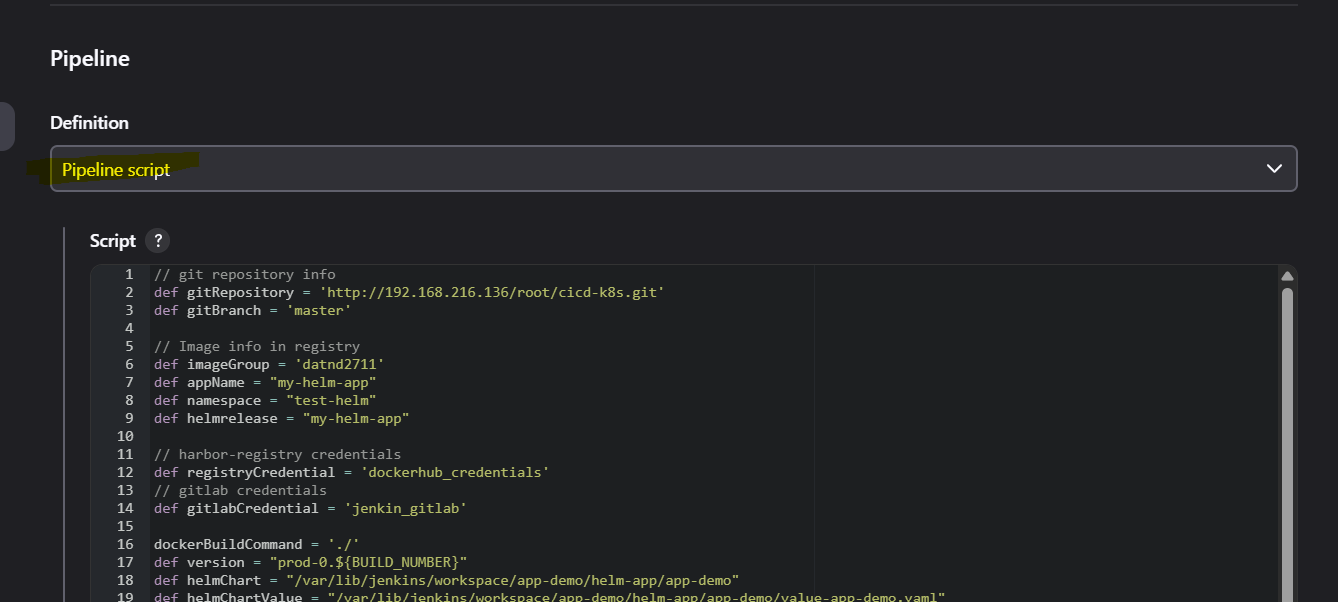 Pipeline
Definition
Pipeline script
Script ?
1 // git repository info
2 def gitRepository = 'http://192.168.216.136/root/cicd-k8s.git'
3 def gitBranch = 'master'
4
5 // Image info in registry
6 def imageGroup = 'datnd2711'
7 def appName = "my-helm-app"
8 def namespace = "test-helm"
9 def helmrelease = "my-helm-app"
10
11 // harbor-registry credentials
12 def registryCredential = 'dockerhub_credentials'
13 // gitlab credentials
14 def gitlabCredential = 'jenkin_gitlab'
15
16 dockerBuildCommand = './'
17 def version = "prod-0.${BUILD_NUMBER}"
18 def helmChart = "/var/lib/jenkins/workspace/app-demo/helm-app/app-demo"
19 def helmChartValue = "/var/lib/jenkins/workspace/app-demo/helm-app/app-demo/value-app-demo.yaml"